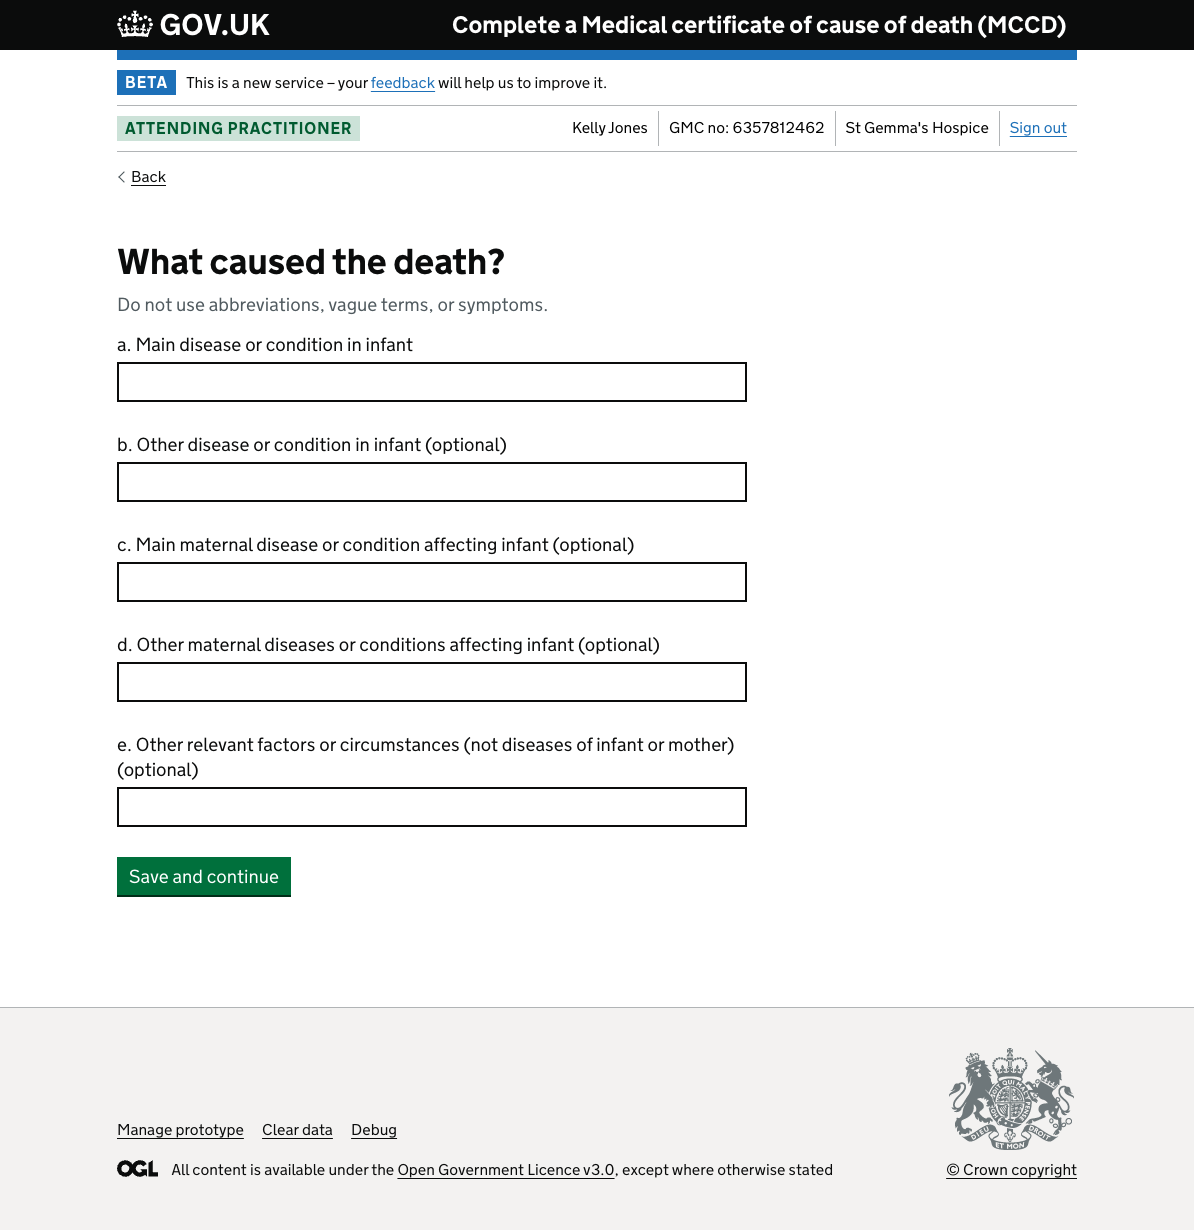 GOV.UK
Complete a Medical certificate of cause of death (MCCD)
BETA This is a new service – your feedback will help us to improve it.
ATTENDING PRACTITIONER
Kelly Jones
GMC no: 6357812462
St Gemma's Hospice
Sign out
Back
What caused the death?
Do not use abbreviations, vague terms, or symptoms.
a. Main disease or condition in infant
b. Other disease or condition in infant (optional)
c. Main maternal disease or condition affecting infant (optional)
d. Other maternal diseases or conditions affecting infant (optional)
e. Other relevant factors or circumstances (not diseases of infant or mother)
(optional)
Save and continue
Manage prototype Clear data Debug
DIEU ET MON DROIT
OGL All content is available under the Open Government Licence v3.0, except where otherwise stated
© Crown copyright